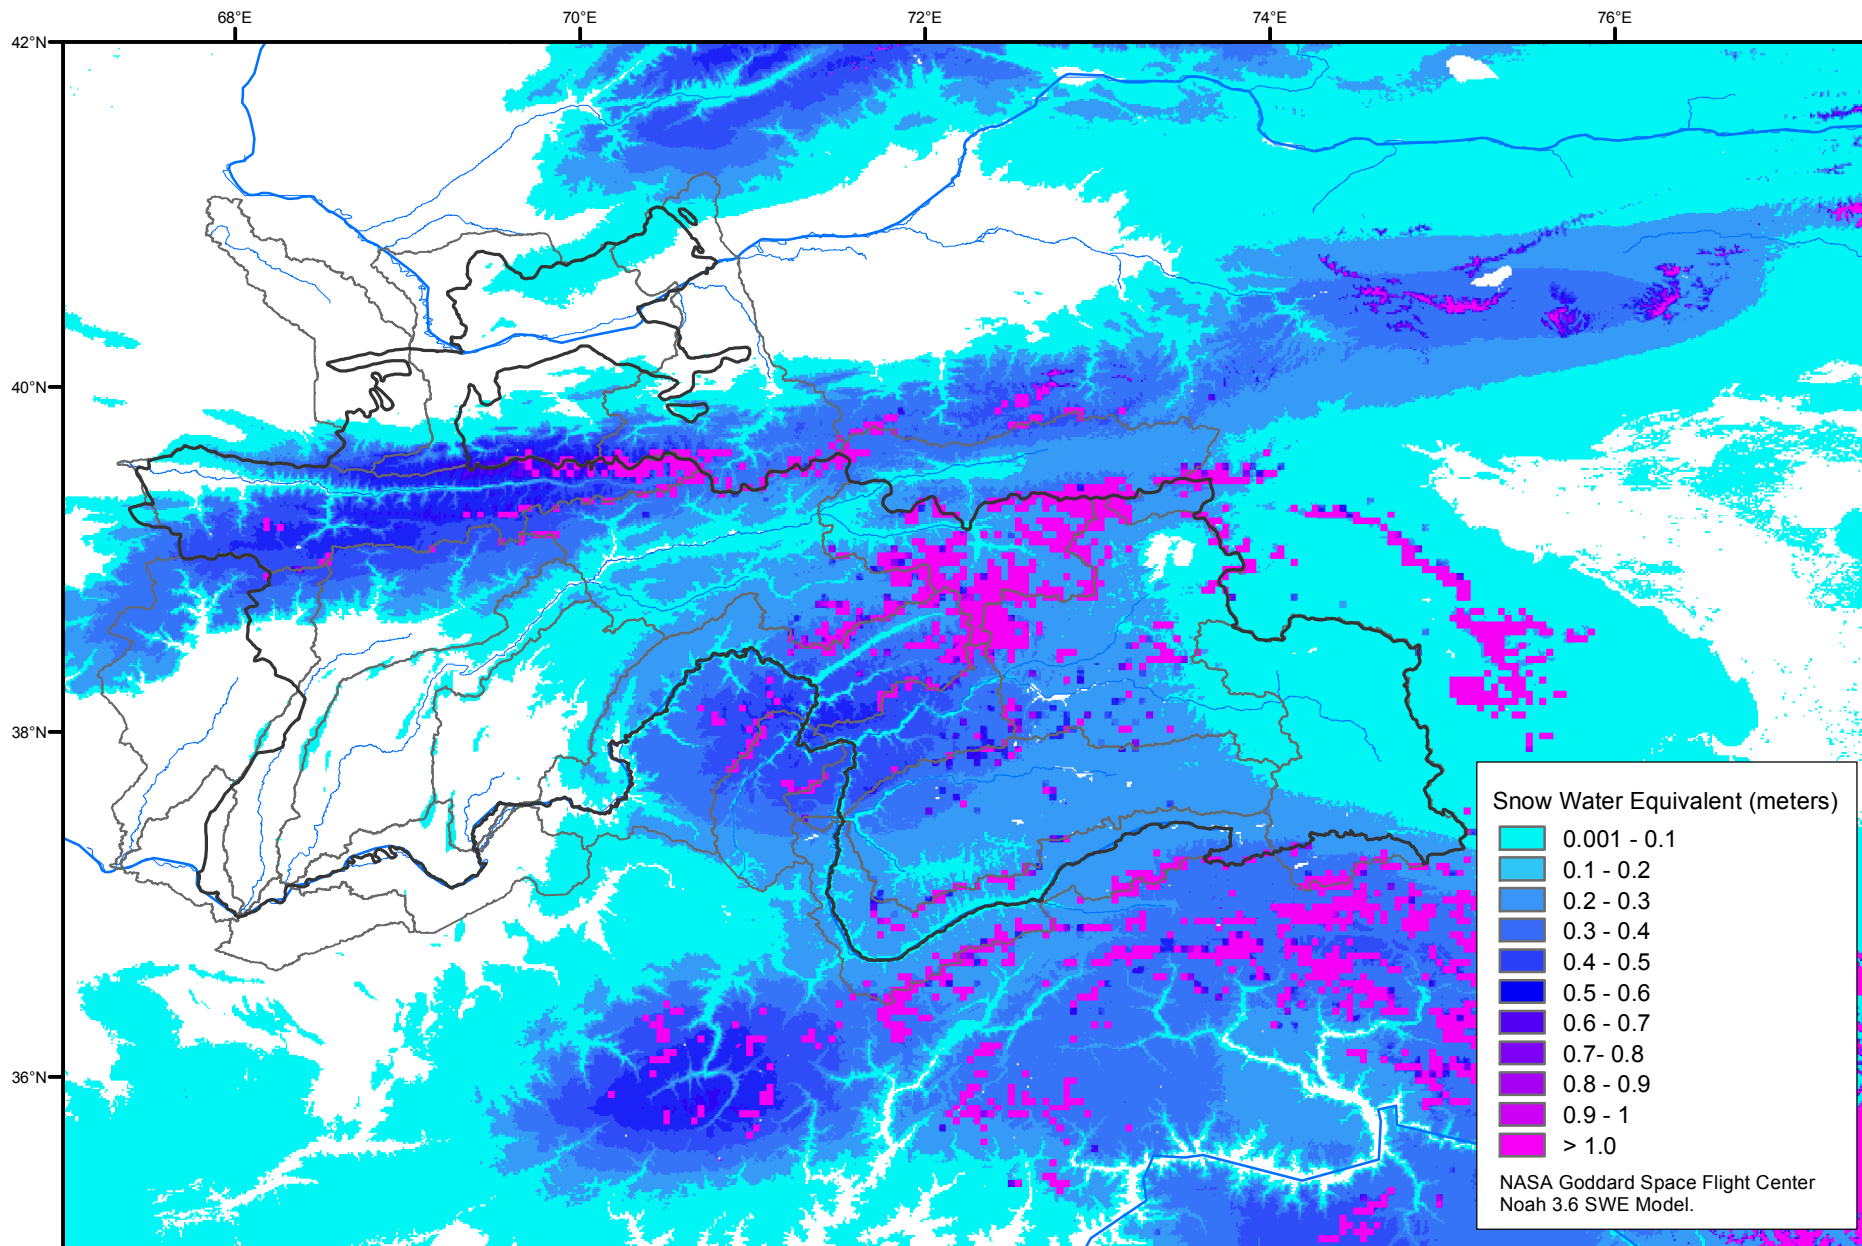 68°E 70°E 72°E 74°E 76°E
42°N
40°N
38°N
36°N
Snow Water Equivalent (meters)
0.001 - 0.1
0.1 - 0.2
0.2 - 0.3
0.3 - 0.4
0.4 - 0.5
0.5 - 0.6
0.6 - 0.7
0.7- 0.8
0.8 - 0.9
0.9 - 1
> 1.0
NASA Goddard Space Flight Center
Noah 3.6 SWE Model.